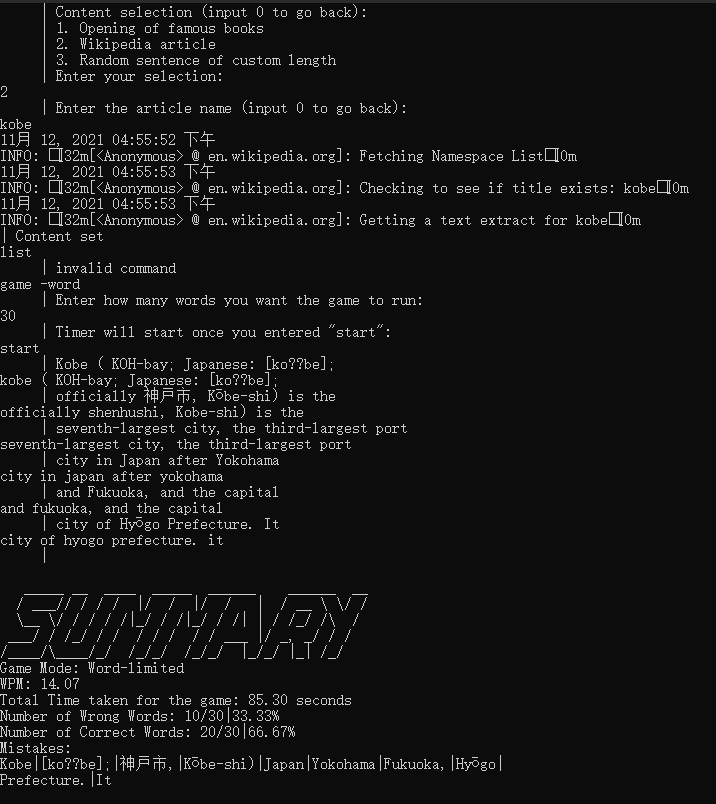 | Content selection (input 0 to go back):
| 1. Opening of famous books
| 2. Wikipedia article
| 3. Random sentence of custom length
| Enter your selection:
2
| Enter the article name (input 0 to go back):
kobe
11月 12, 2021 04:55:52 下午
INFO: □[32m[<Anonymous> @ en.wikipedia.org]: Fetching Namespace List□[0m
11月 12, 2021 04:55:53 下午
INFO: □[32m[<Anonymous> @ en.wikipedia.org]: Checking to see if title exists: kobe□[0m
11月 12, 2021 04:55:53 下午
INFO: □[32m[<Anonymous> @ en.wikipedia.org]: Getting a text extract for kobe□[0m
| Content set
list
| invalid command
game -word
| Enter how many words you want the game to run:
30
| Timer will start once you entered "start":
start
| Kobe ( KOH-bay; Japanese: [ko??be];
kobe ( KOH-bay; Japanese: [ko??be];
| officially 神戸市, Kōbe-shi) is the
officially shenhushi, Kobe-shi) is the
| seventh-largest city, the third-largest port
seventh-largest city, the third-largest port
| city in Japan after Yokohama
city in japan after yokohama
| and Fukuoka, and the capital
and fukuoka, and the capital
| city of Hyōgo Prefecture. It
city of hyogo prefecture. it
|
SUMMARY
Game Mode: Word-limited
WPM: 14.07
Total Time taken for the game: 85.30 seconds
Number of Wrong Words: 10/30|33.33%
Number of Correct Words: 20/30|66.67%
Mistakes:
Kobe|[ko??be];|神戸市,|Kōbe-shi)|Japan|Yokohama|Fukuoka,|Hyōgo|
Prefecture.|It